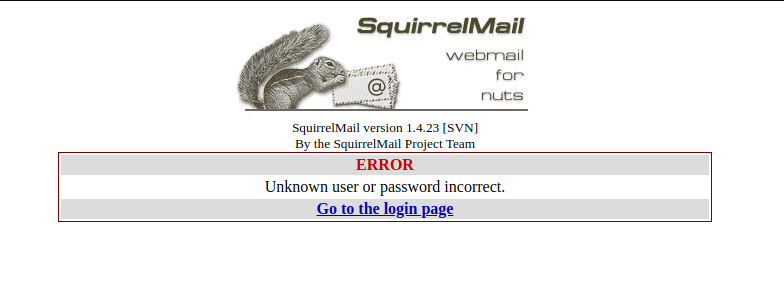 SquirrelMail
webmail
for
nuts
@
SquirrelMail version 1.4.23 [SVN]
By the SquirrelMail Project Team
ERROR
Unknown user or password incorrect.
Go to the login page